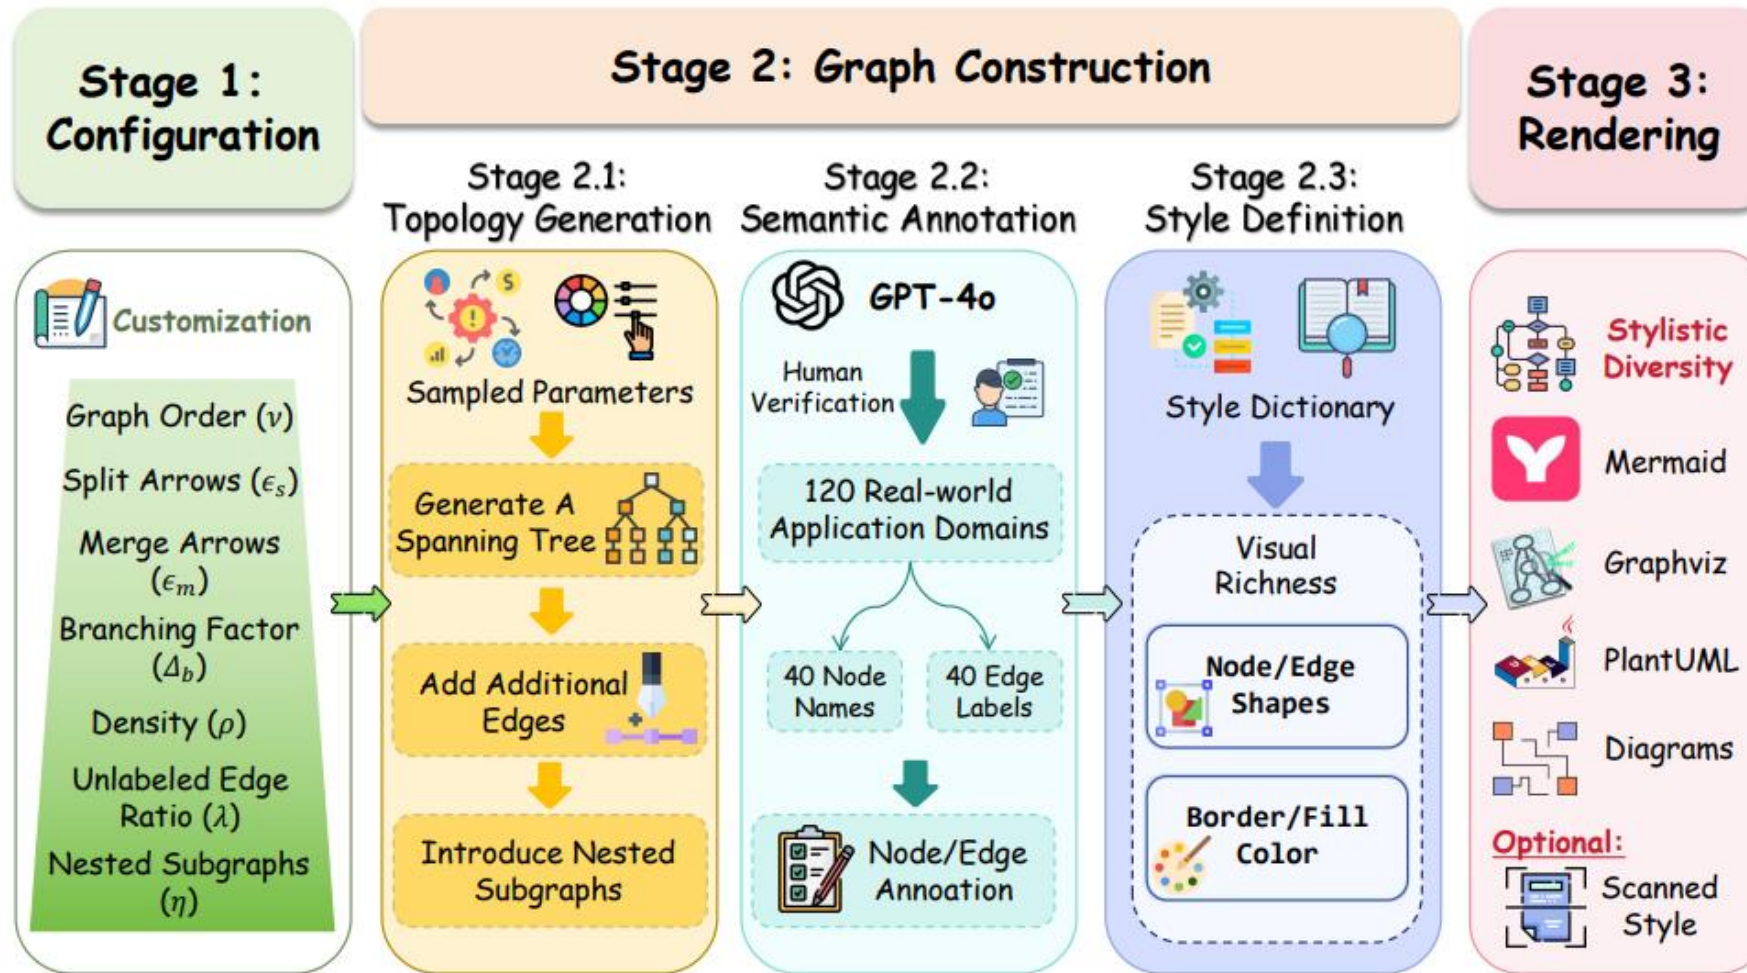 Stage 1:
Configuration
Stage 2: Graph Construction
Stage 3:
Rendering
Stage 2.1:
Topology Generation
Stage 2.2:
Semantic Annotation
Stage 2.3:
Style Definition
Customization
Graph Order (ν)
Split Arrows (ϵₛ)
Merge Arrows
(ϵₘ)
Branching Factor
(Δ_b)
Density (ρ)
Unlabeled Edge
Ratio (λ)
Nested Subgraphs
(η)
Sampled Parameters
Generate A
Spanning Tree
Add Additional
Edges
Introduce Nested
Subgraphs
GPT-4o
Human
Verification
120 Real-world
Application Domains
40 Node
Names
40 Edge
Labels
Node/Edge
Annoation
Style Dictionary
Visual
Richness
Node/Edge
Shapes
Border/Fill
Color
Stylistic
Diversity
Mermaid
Graphviz
PlantUML
Diagrams
Optional:
Scanned
Style